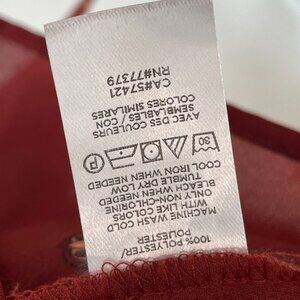 100% POLYESTER/
POLIESTER
MACHINE WASH COLD
WITH LIKE COLORS
ONLY NON-CHLORINE
BLEACH WHEN NEEDED
TUMBLE DRY LOW
COOL IRON WHEN NEEDED
30
P
AVEC DES COULEURS
SEMBLABLES / CON
COLORES SIMILARES
CA#57421
RN#77379